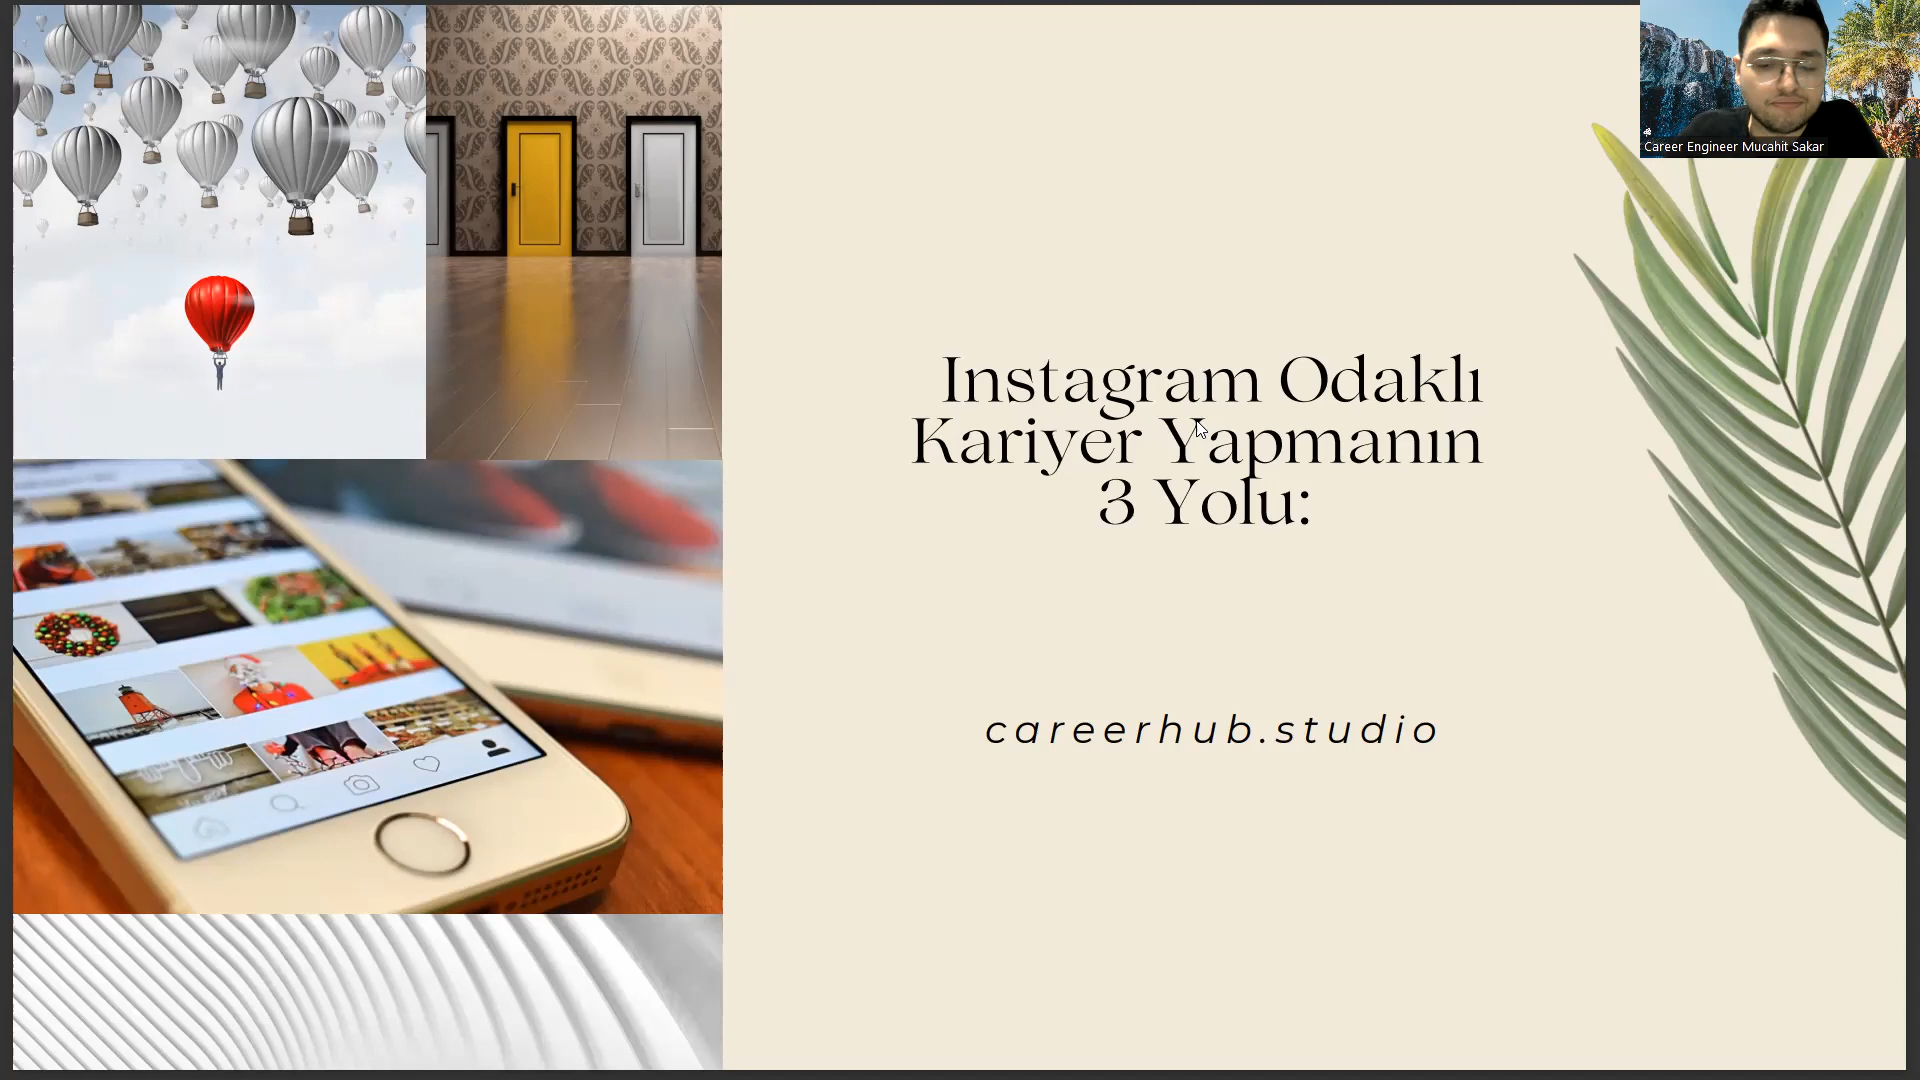 Career Engineer Mucahit Sakar
Instagram Odaklı
Kariyer Yapmanın
3 Yolu:
careerhub.studio